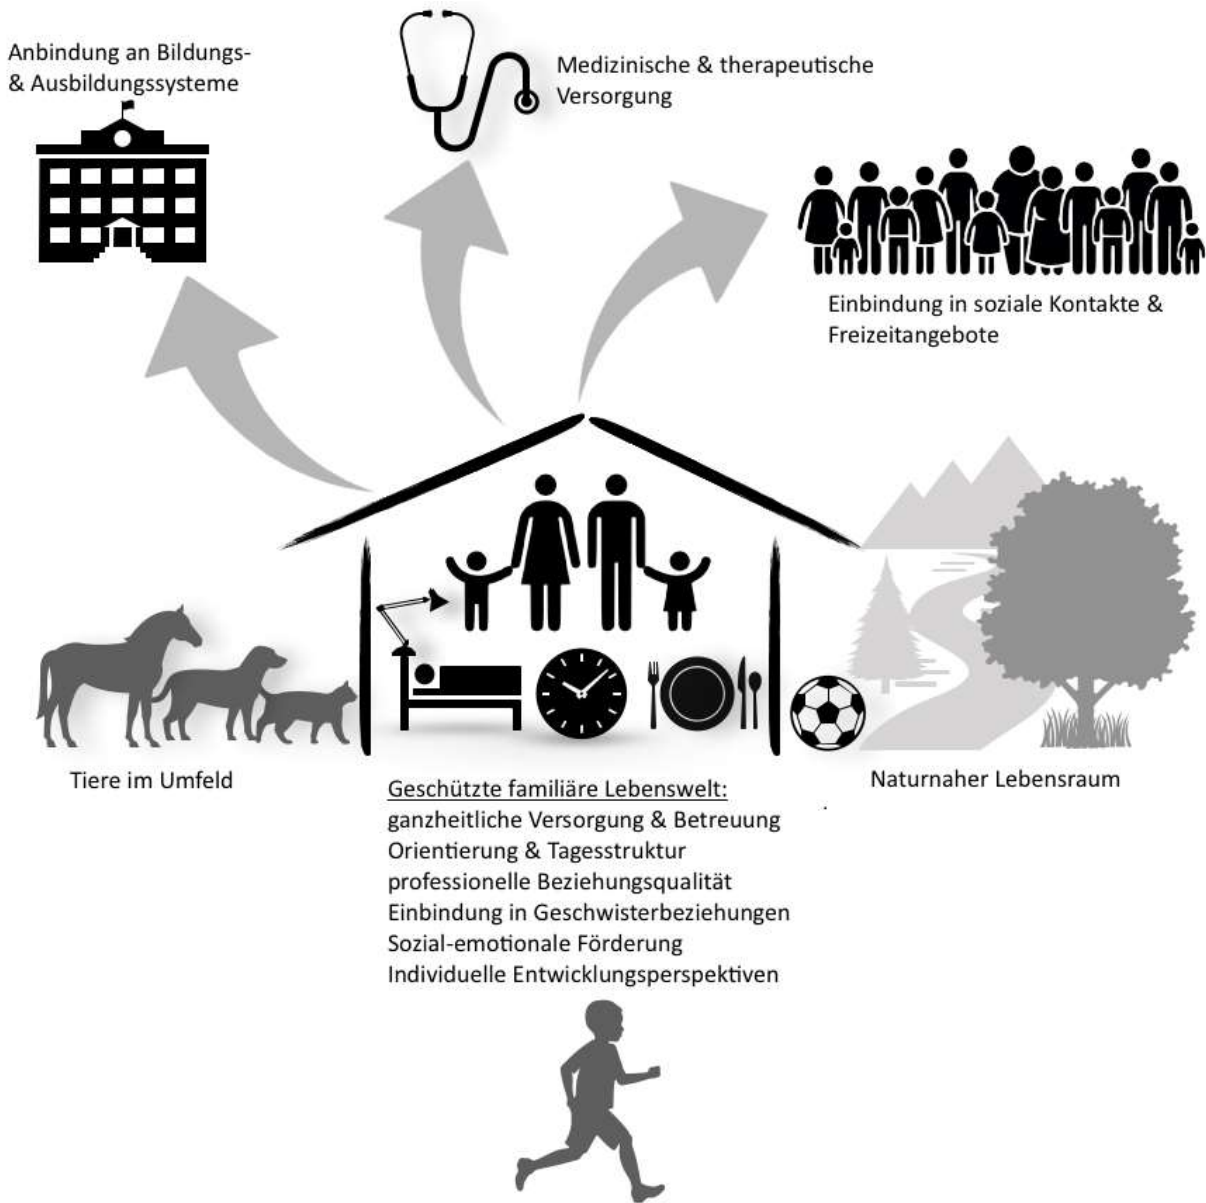 Anbindung an Bildungs-
& Ausbildungssysteme
Medizinische & therapeutische
Versorgung
Einbindung in soziale Kontakte &
Freizeitangebote
Tiere im Umfeld
Naturnaher Lebensraum
Geschützte familiäre Lebenswelt:
ganzheitliche Versorgung & Betreuung
Orientierung & Tagesstruktur
professionelle Beziehungsqualität
Einbindung in Geschwisterbeziehungen
Sozial-emotionale Förderung
Individuelle Entwicklungsperspektiven